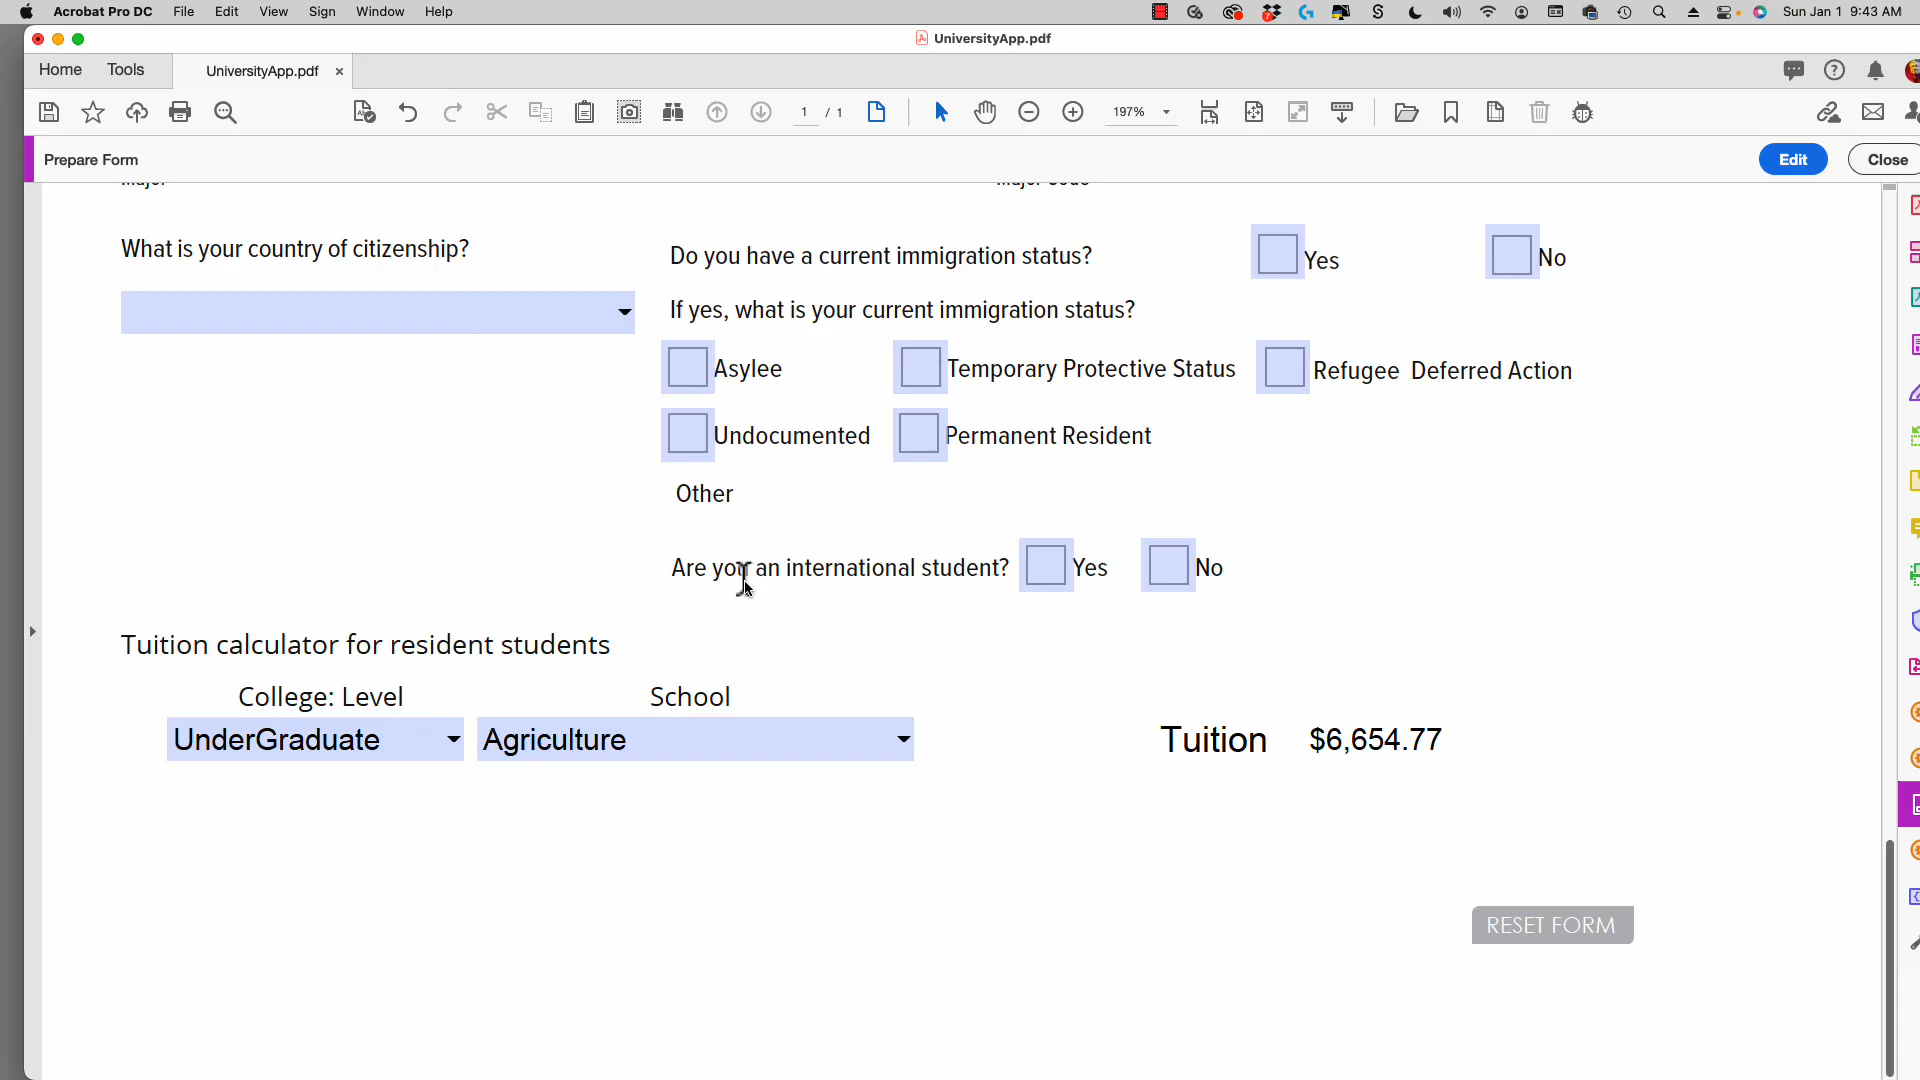 Acrobat Pro DC File Edit View Sign Window Help Sun Jan 1 9:43 AM
UniversityApp.pdf
Home Tools UniversityApp.pdf
1 / 1 197%
Prepare Form Edit Close
Major Major Code
What is your country of citizenship?
Do you have a current immigration status? Yes No
If yes, what is your current immigration status?
Asylee Temporary Protective Status Refugee Deferred Action
Undocumented Permanent Resident
Other
Are you an international student? Yes No
Tuition calculator for resident students
College: Level School
UnderGraduate Agriculture Tuition $6,654.77
RESET FORM